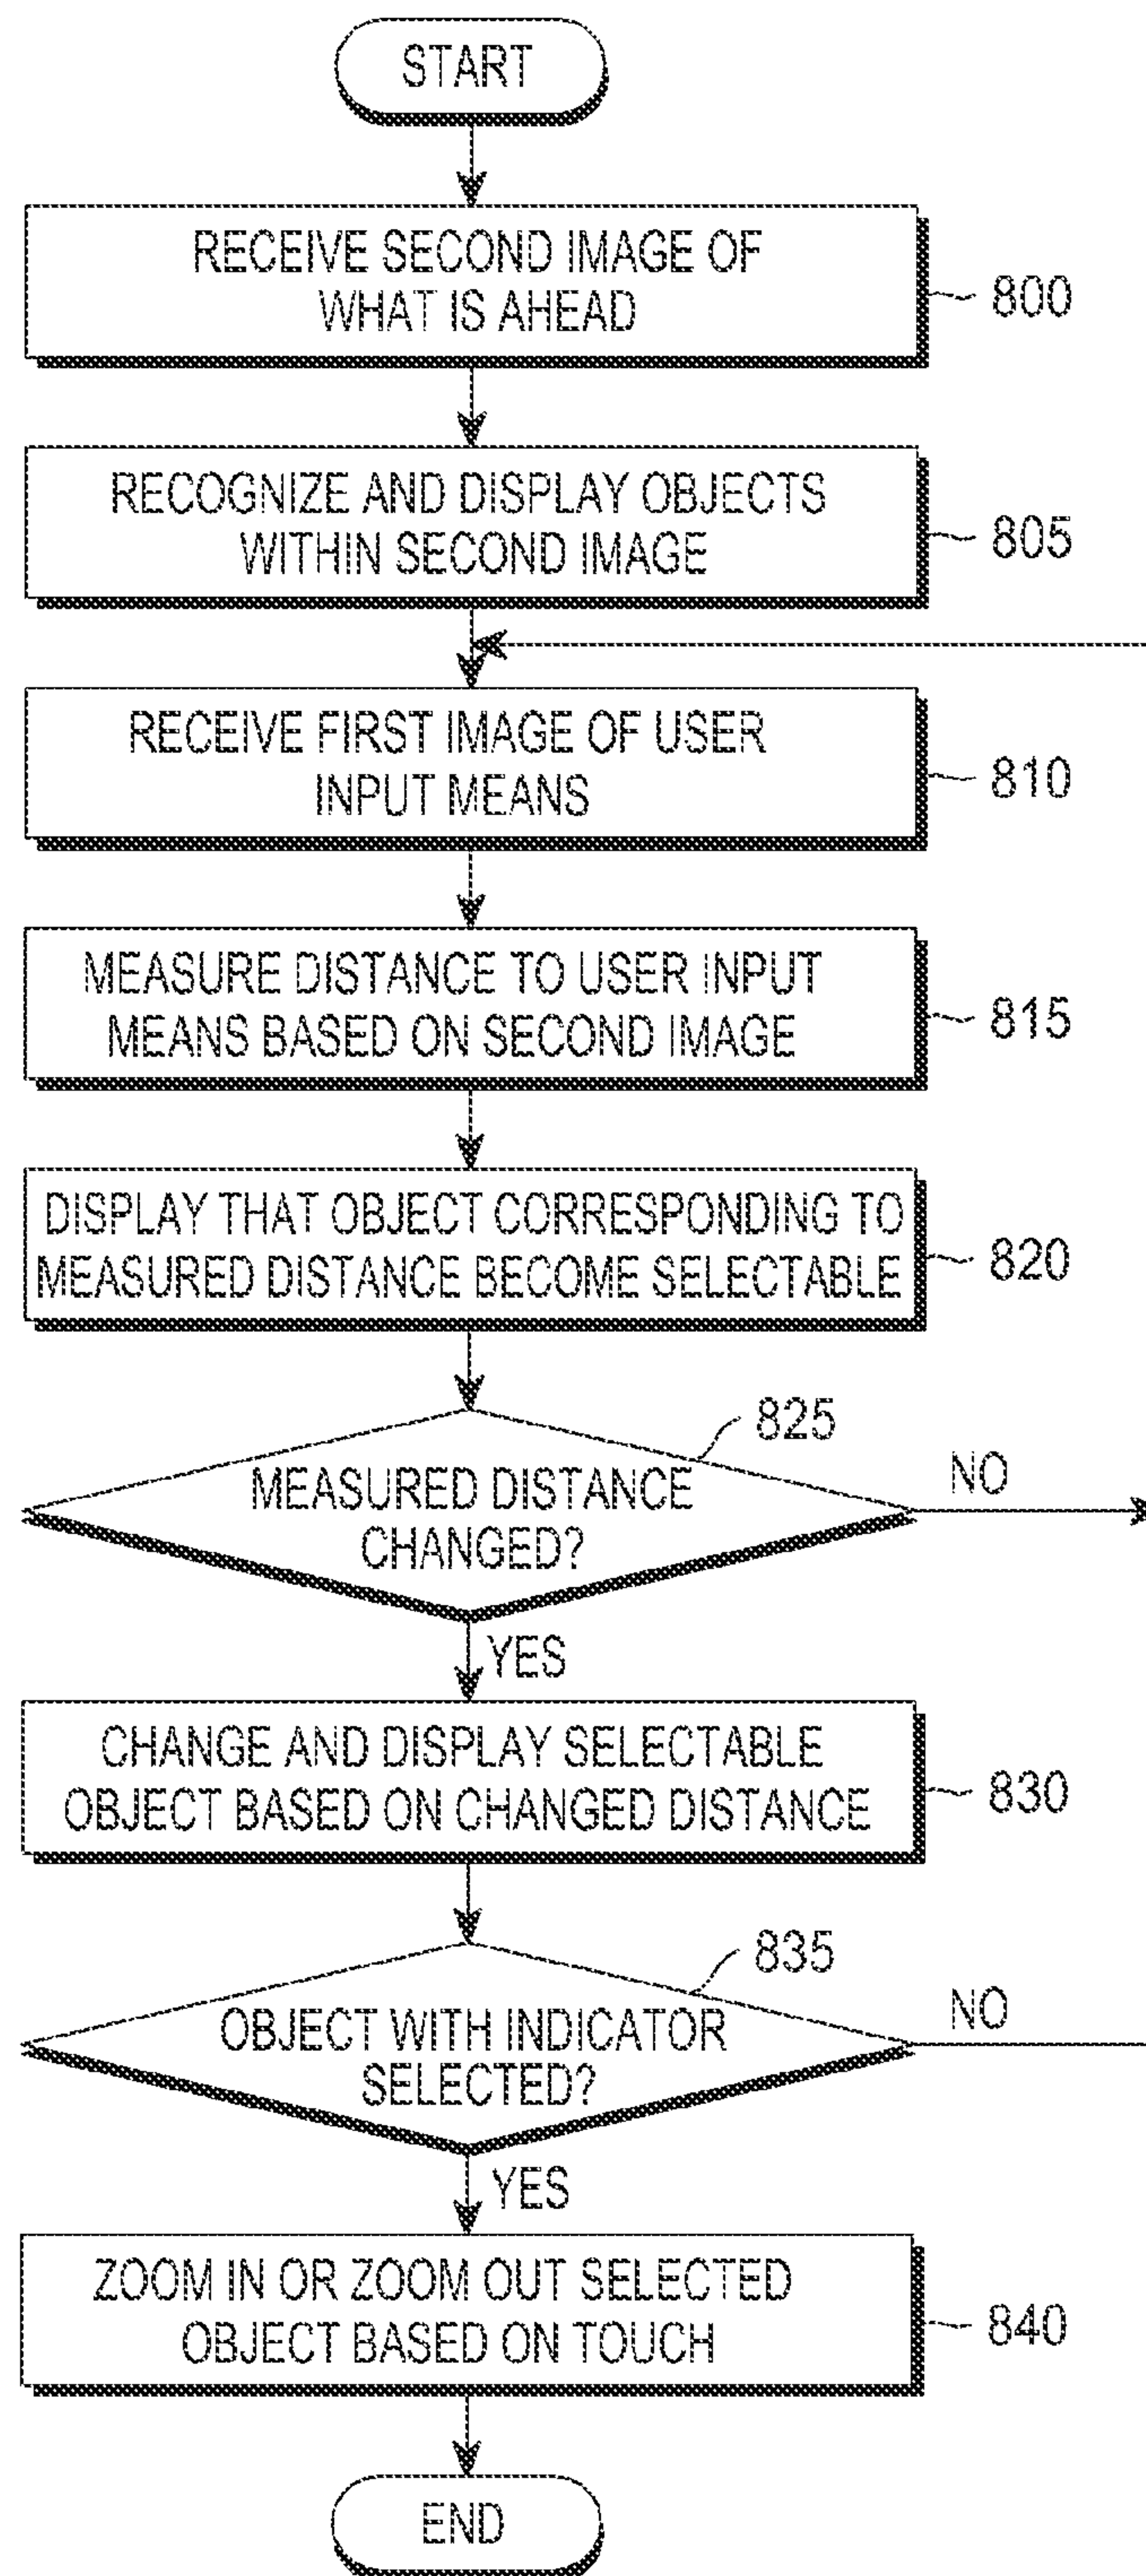 START
RECEIVE SECOND IMAGE OF
WHAT IS AHEAD
800
RECOGNIZE AND DISPLAY OBJECTS
WITHIN SECOND IMAGE
805
RECEIVE FIRST IMAGE OF USER
INPUT MEANS
810
MEASURE DISTANCE TO USER INPUT
MEANS BASED ON SECOND IMAGE
815
DISPLAY THAT OBJECT CORRESPONDING TO
MEASURED DISTANCE BECOME SELECTABLE
820
825
MEASURED DISTANCE
CHANGED?
NO
YES
CHANGE AND DISPLAY SELECTABLE
OBJECT BASED ON CHANGED DISTANCE
830
835
OBJECT WITH INDICATOR
SELECTED?
NO
YES
ZOOM IN OR ZOOM OUT SELECTED
OBJECT BASED ON TOUCH
840
END